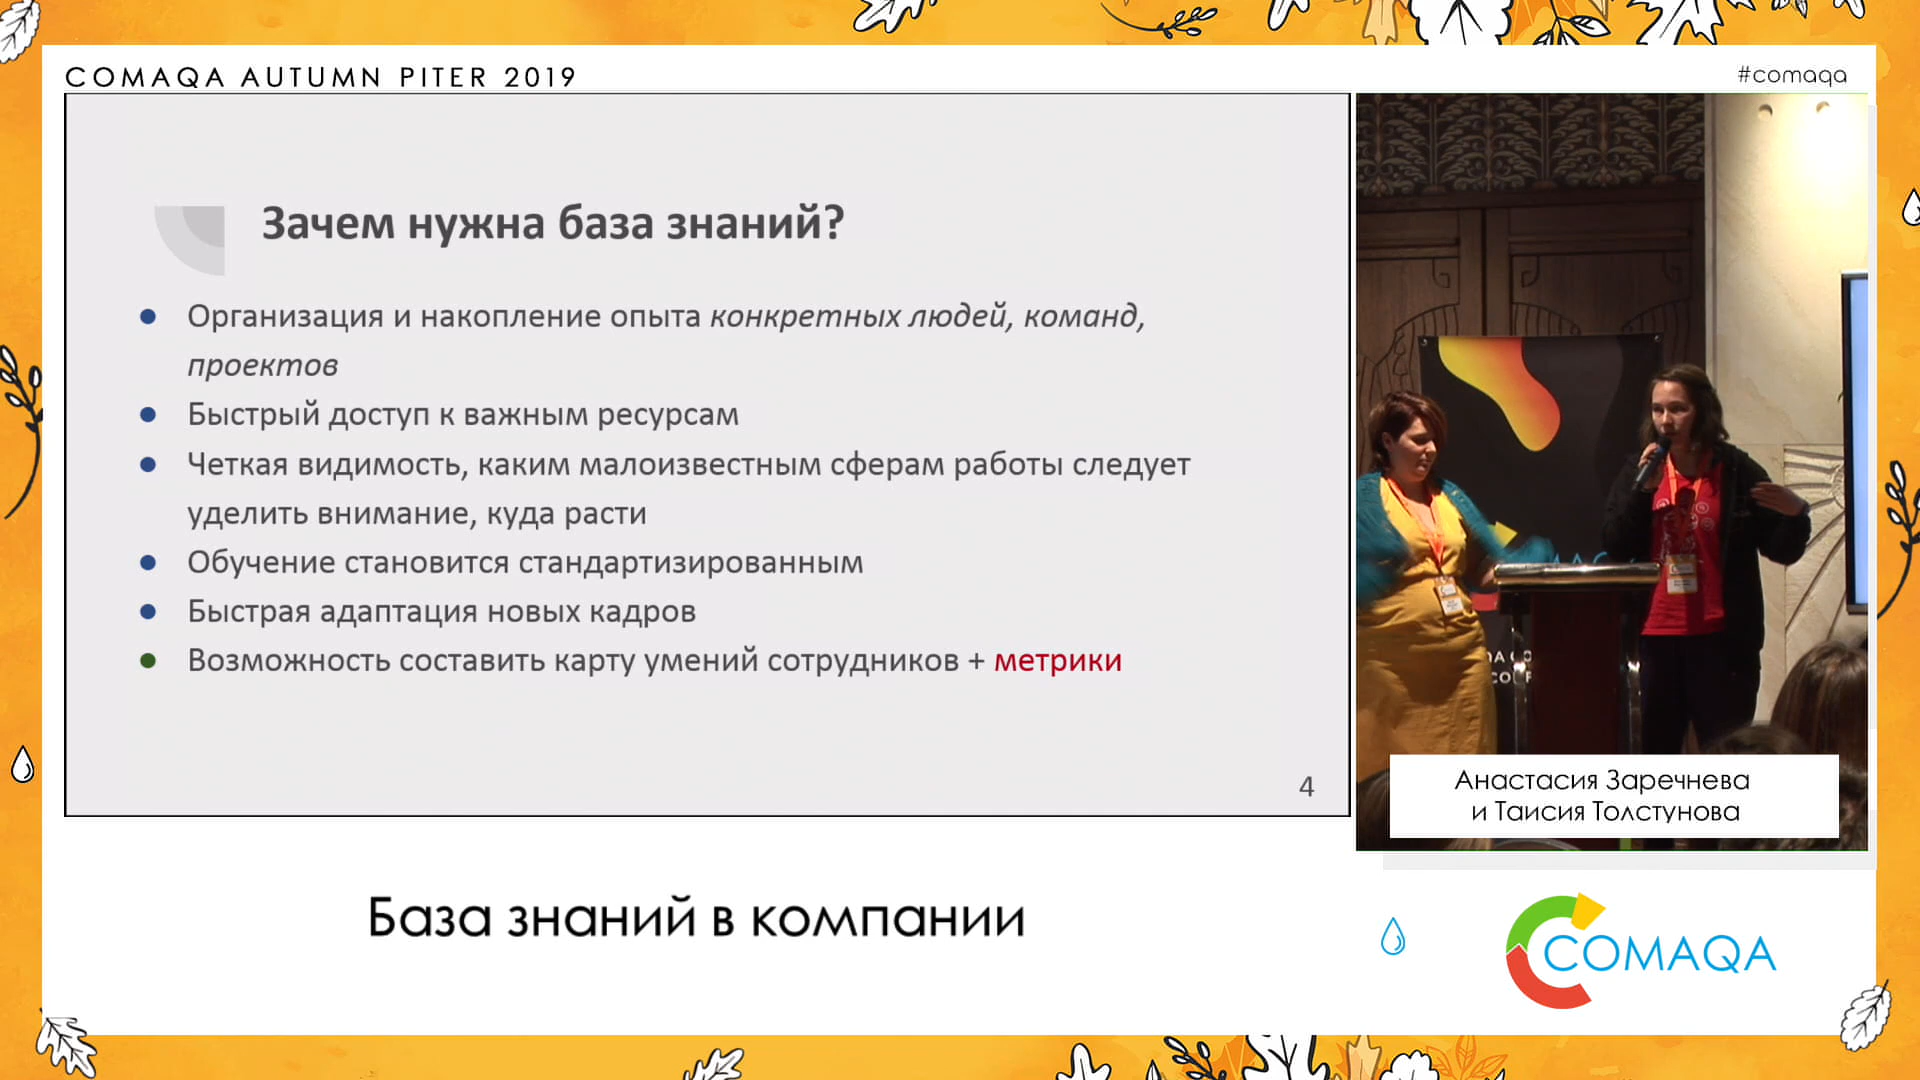 COMAQA AUTUMN PITER 2019
#comaqa
Зачем нужна база знаний?
Организация и накопление опыта конкретных людей, команд,
проектов
Быстрый доступ к важным ресурсам
Четкая видимость, каким малоизвестным сферам работы следует
уделить внимание, куда расти
Обучение становится стандартизированным
Быстрая адаптация новых кадров
Возможность составить карту умений сотрудников + метрики
4
Анастасия Заречнева
и Таисия Толстунова
База знаний в компании
COMAQA